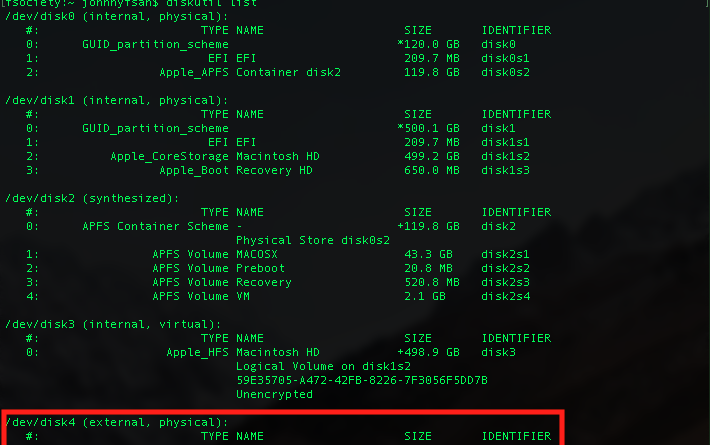 [fsociety:~ johnnyfsah$ diskutil list ]
/dev/disk0 (internal, physical):
#: TYPE NAME SIZE IDENTIFIER
0: GUID_partition_scheme *120.0 GB disk0
1: EFI EFI 209.7 MB disk0s1
2: Apple_APFS Container disk2 119.8 GB disk0s2
/dev/disk1 (internal, physical):
#: TYPE NAME SIZE IDENTIFIER
0: GUID_partition_scheme *500.1 GB disk1
1: EFI EFI 209.7 MB disk1s1
2: Apple_CoreStorage Macintosh HD 499.2 GB disk1s2
3: Apple_Boot Recovery HD 650.0 MB disk1s3
/dev/disk2 (synthesized):
#: TYPE NAME SIZE IDENTIFIER
0: APFS Container Scheme - +119.8 GB disk2
Physical Store disk0s2
1: APFS Volume MACOSX 43.3 GB disk2s1
2: APFS Volume Preboot 20.8 MB disk2s2
3: APFS Volume Recovery 520.8 MB disk2s3
4: APFS Volume VM 2.1 GB disk2s4
/dev/disk3 (internal, virtual):
#: TYPE NAME SIZE IDENTIFIER
0: Apple_HFS Macintosh HD +498.9 GB disk3
Logical Volume on disk1s2
59E35705-A472-42FB-8226-7F3056F5DD7B
Unencrypted
/dev/disk4 (external, physical):
#: TYPE NAME SIZE IDENTIFIER